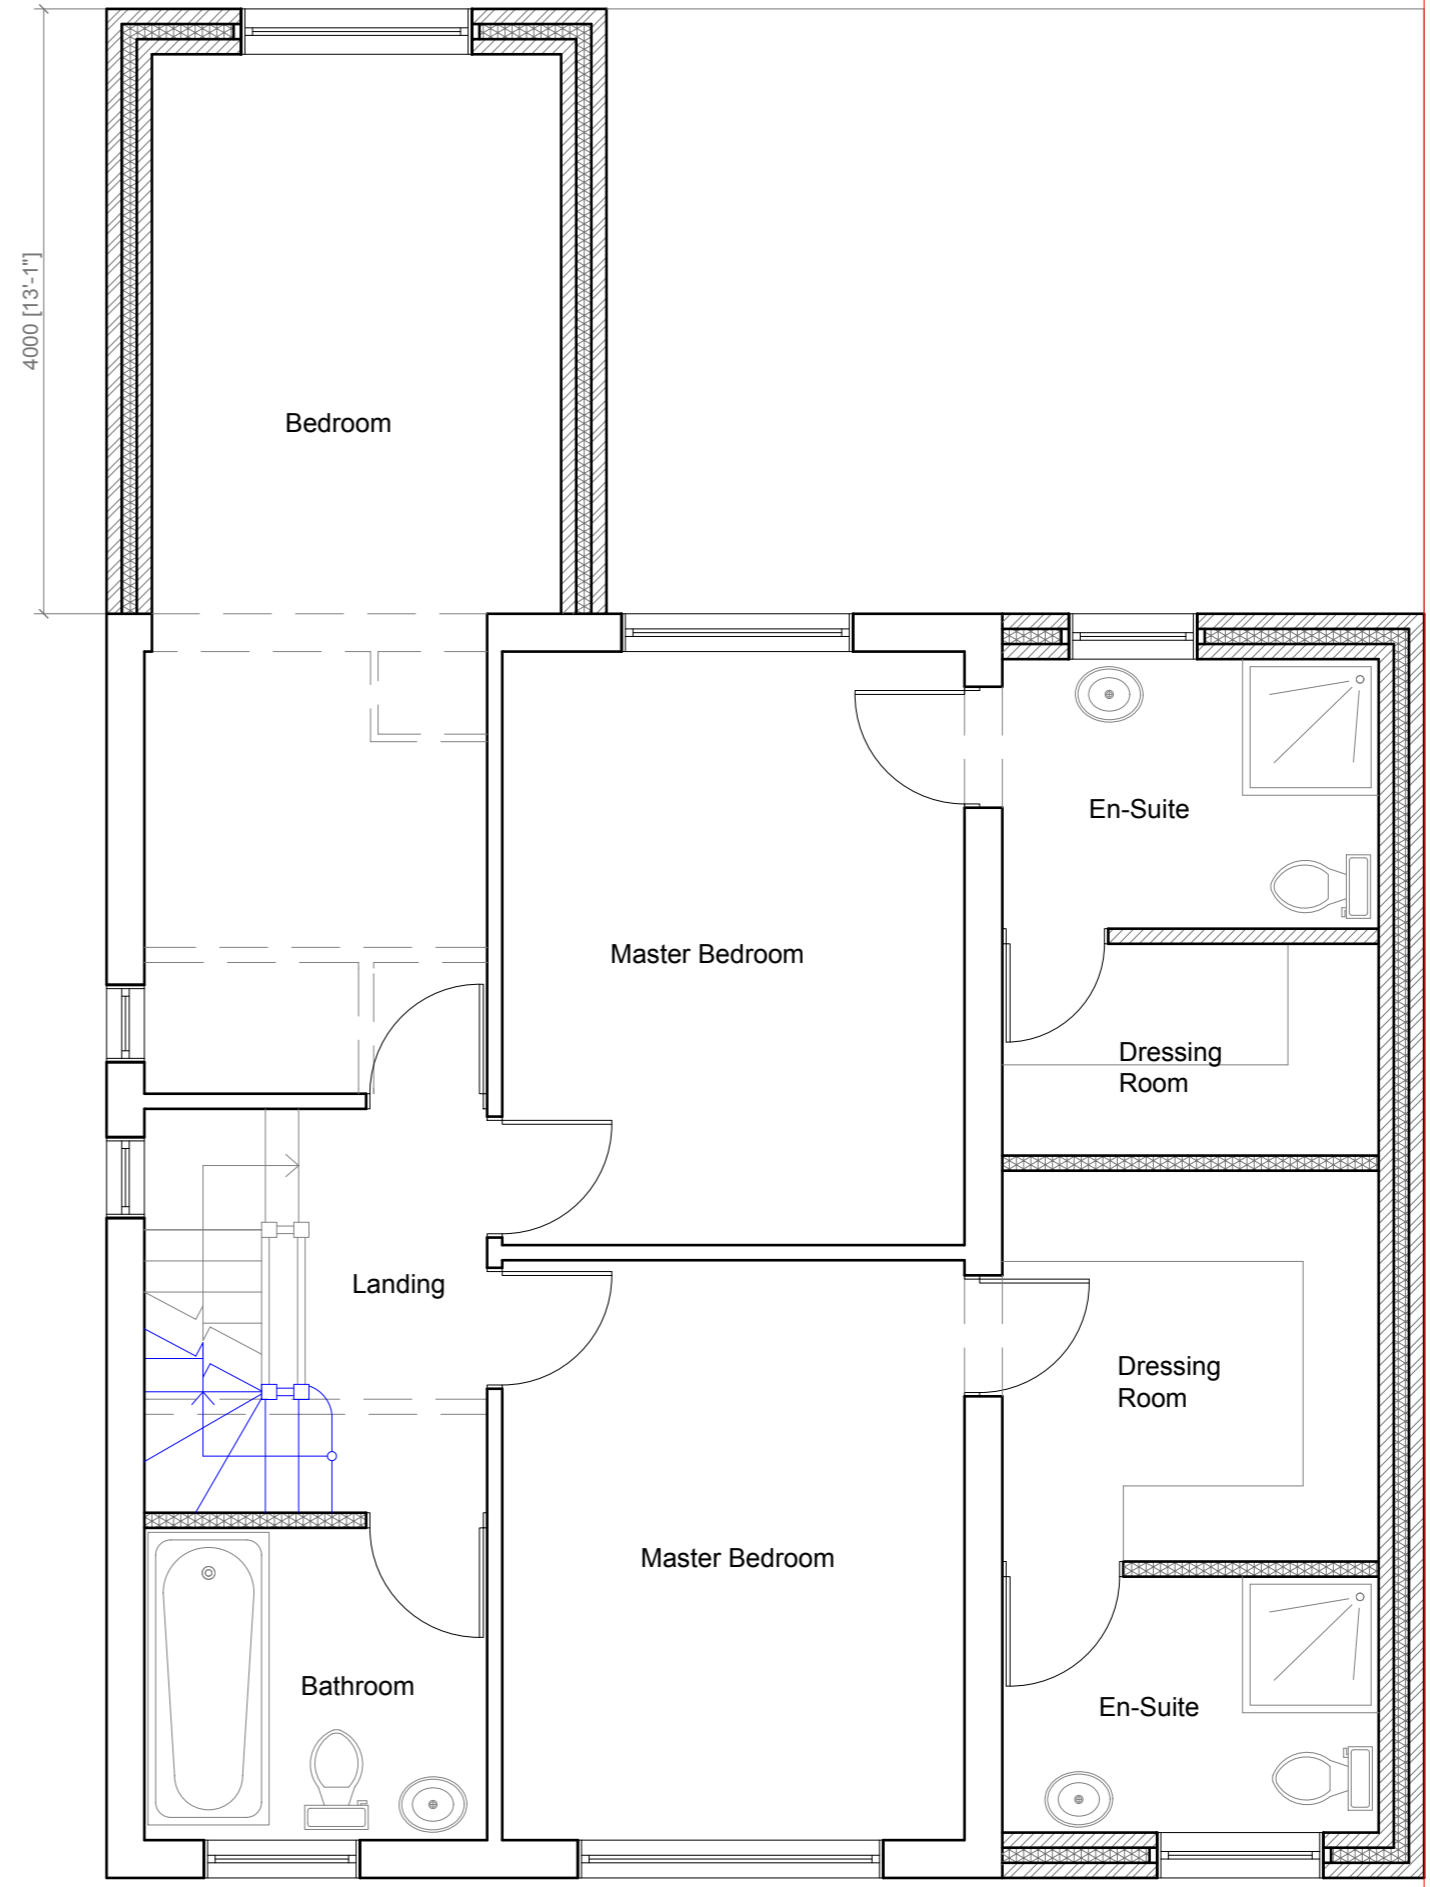 4000 [13'-1"]
Bedroom
En-Suite
Master Bedroom
Dressing
Room
Landing
Dressing
Room
Master Bedroom
Bathroom
En-Suite